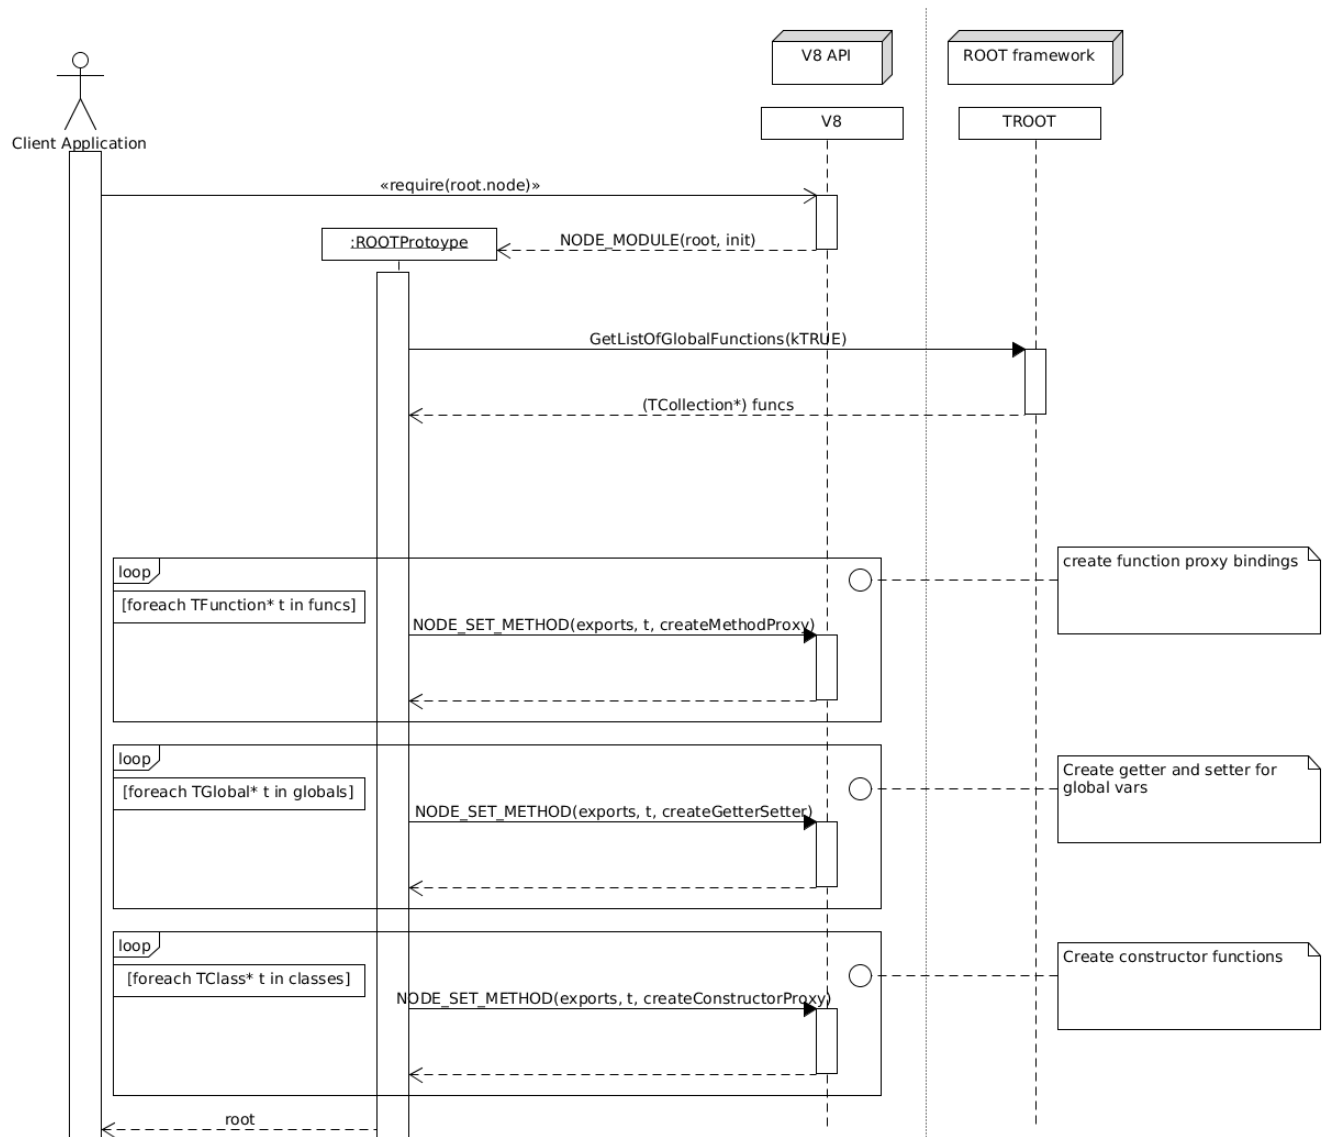 V8 API
ROOT framework
Client Application
V8
TROOT
«require(root.node)»
:ROOTProtoype
NODE_MODULE(root, init)
GetListOfGlobalFunctions(kTRUE)
(TCollection*) funcs
loop
[foreach TFunction* t in funcs]
create function proxy bindings
NODE_SET_METHOD(exports, t, createMethodProxy)
loop
[foreach TGlobal* t in globals]
Create getter and setter for
global vars
NODE_SET_METHOD(exports, t, createGetterSetter)
loop
[foreach TClass* t in classes]
Create constructor functions
NODE_SET_METHOD(exports, t, createConstructorProxy)
root